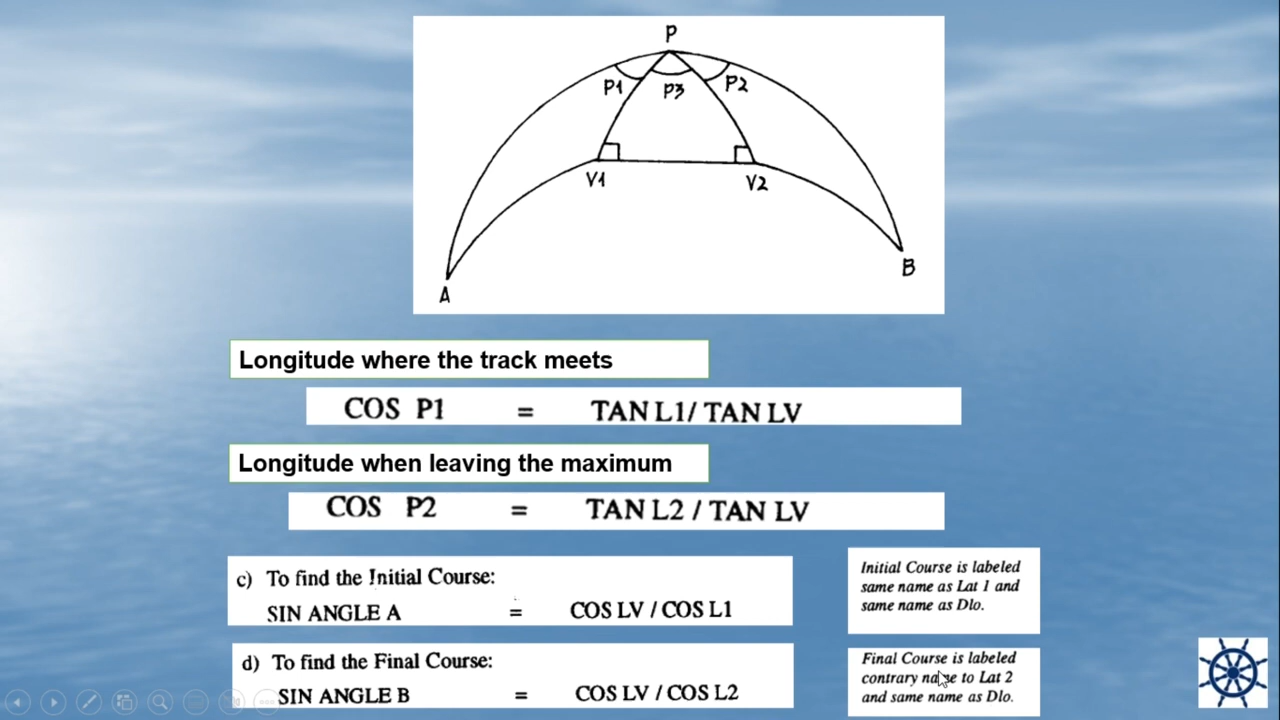 P
P1
P3
P2
V1
V2
A
B
Longitude where the track meets
COS P1 = TAN L1/ TAN LV
Longitude when leaving the maximum
COS P2 = TAN L2 / TAN LV
c) To find the Initial Course:
SIN ANGLE A = COS LV / COS L1
Initial Course is labeled
same name as Lat 1 and
same name as Dlo.
d) To find the Final Course:
SIN ANGLE B = COS LV / COS L2
Final Course is labeled
contrary name to Lat 2
and same name as Dlo.